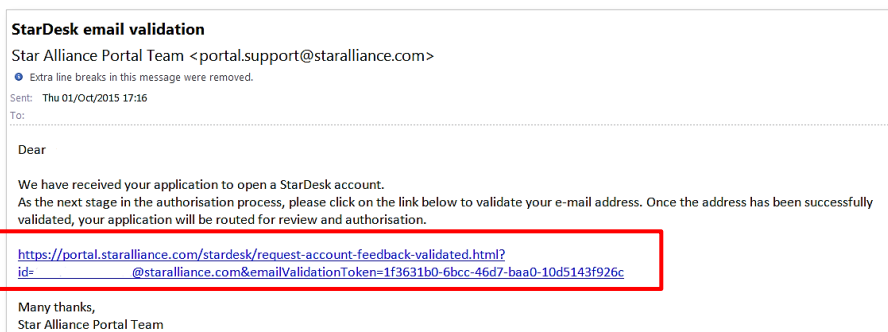 StarDesk email validation
Star Alliance Portal Team <portal.support@staralliance.com>
Extra line breaks in this message were removed.
Sent: Thu 01/Oct/2015 17:16
To:
Dear
We have received your application to open a StarDesk account.
As the next stage in the authorisation process, please click on the link below to validate your e-mail address. Once the address has been successfully
validated, your application will be routed for review and authorisation.
https://portal.staralliance.com/stardesk/request-account-feedback-validated.html?
id= @staralliance.com&emailValidationToken=1f3631b0-6bcc-46d7-baa0-10d5143f926c
Many thanks,
Star Alliance Portal Team